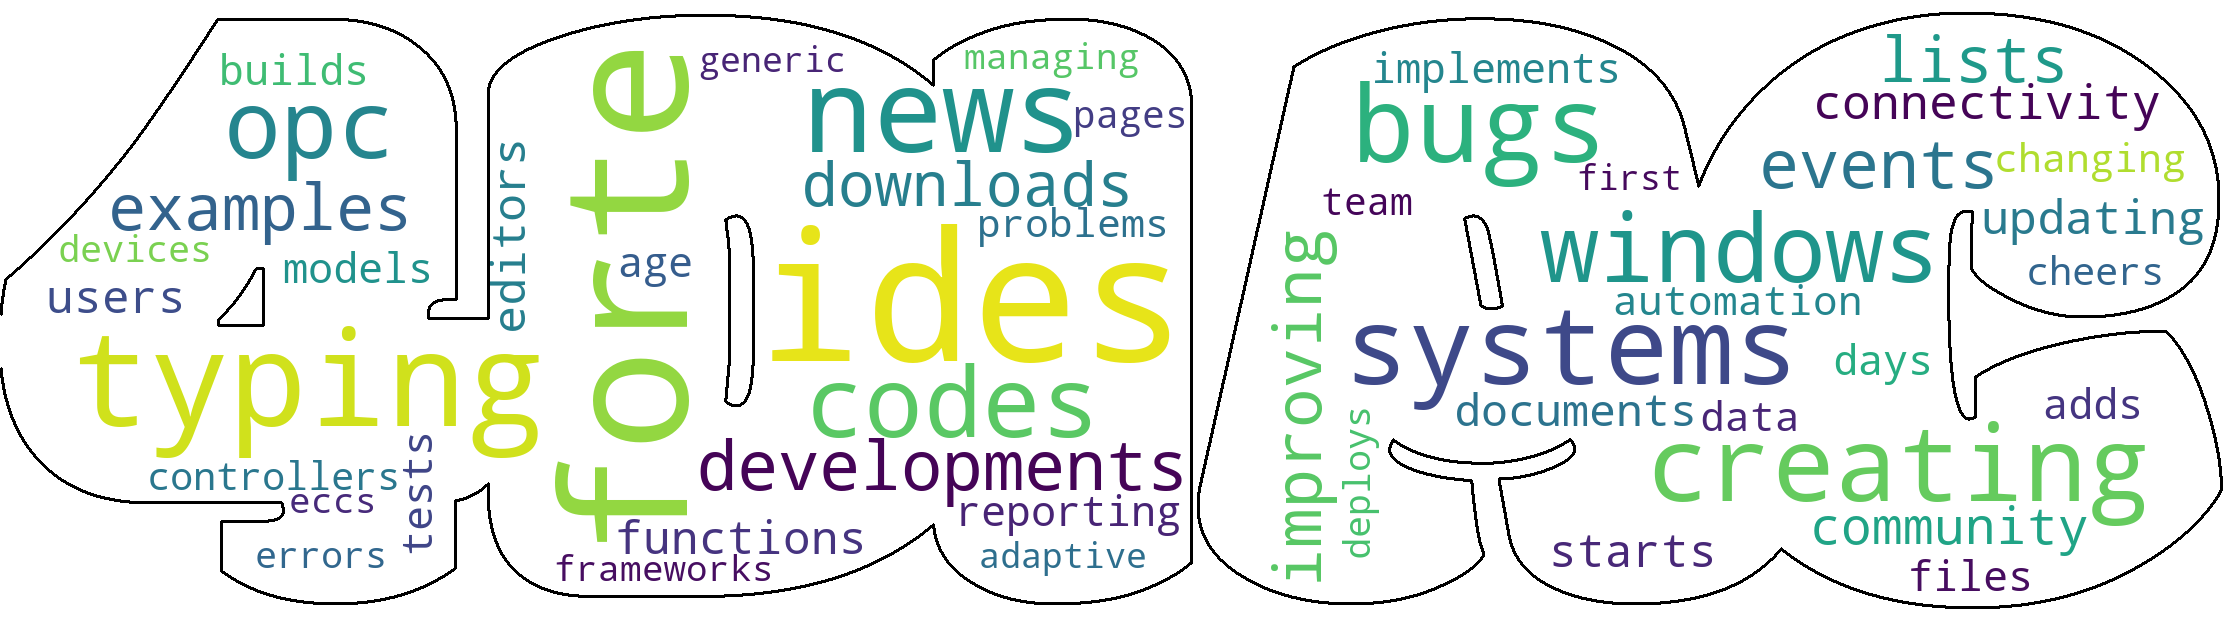 builds
opc
examples
devices
models
users
typing
controllers
eccs
tests
errors
editors
forte
generic
managing
news
pages
downloads
problems
age
ides
codes
developments
reporting
functions
adaptive
frameworks
implements
bugs
first
team
lists
connectivity
events
changing
updating
cheers
windows
automation
improving
systems
days
deploys
documents
data
adds
creating
community
starts
files